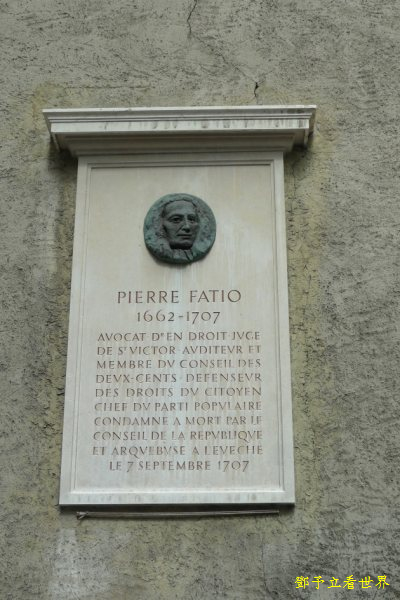 PIERRE FATIO
1662-1707
AVOCAT Dᴿ EN DROIT·JVGE
DE Sᵀ VICTOR·AVDITEVR ET
MEMBRE DV CONSEIL DES
DEVX-CENTS·DEFENSEVR
DES DROITS DV CITOYEN
CHEF DV PARTI POPVLAIRE
CONDAMNE A MORT PAR LE
CONSEIL DE LA REPVBLIQVE
ET ARQVEBVSE A L'EVECHE
LE 7 SEPTEMBRE 1707
鄧予立看世界